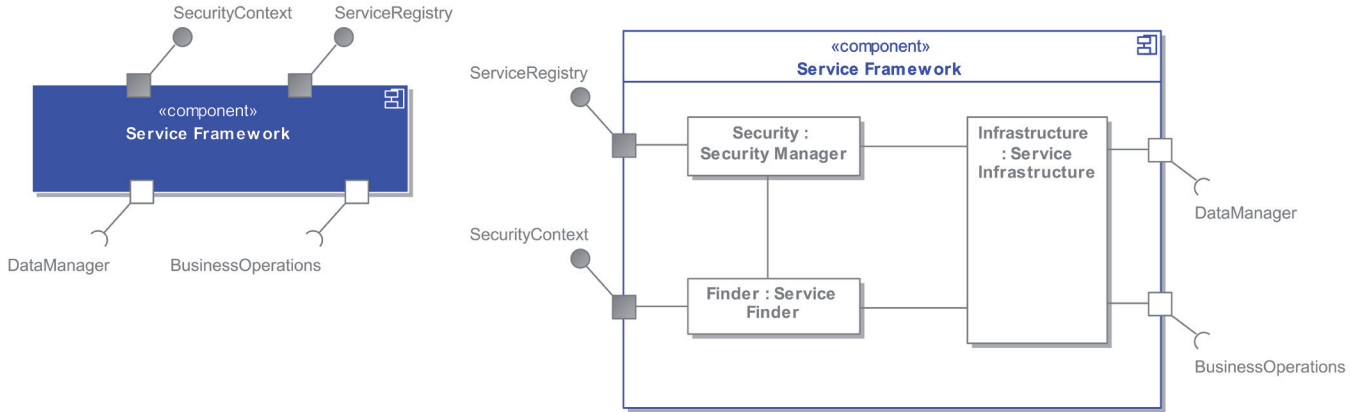 SecurityContext
ServiceRegistry
«component»
Service Framework
DataManager
BusinessOperations
«component»
Service Framework
ServiceRegistry
Security :
Security Manager
Infrastructure
: Service
Infrastructure
DataManager
SecurityContext
Finder : Service
Finder
BusinessOperations